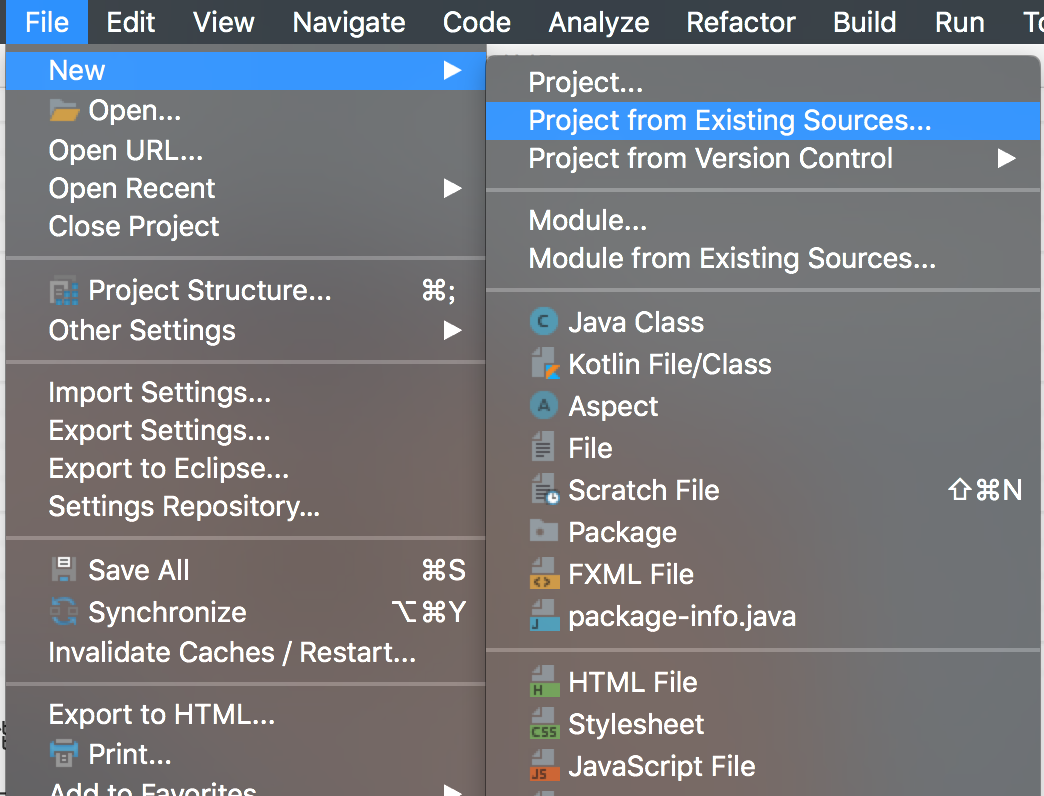 File Edit View Navigate Code Analyze Refactor Build Run
New
Open...
Open URL...
Open Recent
Close Project
Project Structure... ⌘;
Other Settings
Import Settings...
Export Settings...
Export to Eclipse...
Settings Repository...
Save All ⌘S
Synchronize ⌥⌘Y
Invalidate Caches / Restart...
Export to HTML...
Print...
Add to Favorites
Project...
Project from Existing Sources...
Project from Version Control
Module...
Module from Existing Sources...
C Java Class
Kotlin File/Class
A Aspect
File
Scratch File ⇧⌘N
Package
<> FXML File
J package-info.java
H HTML File
CSS Stylesheet
JS JavaScript File